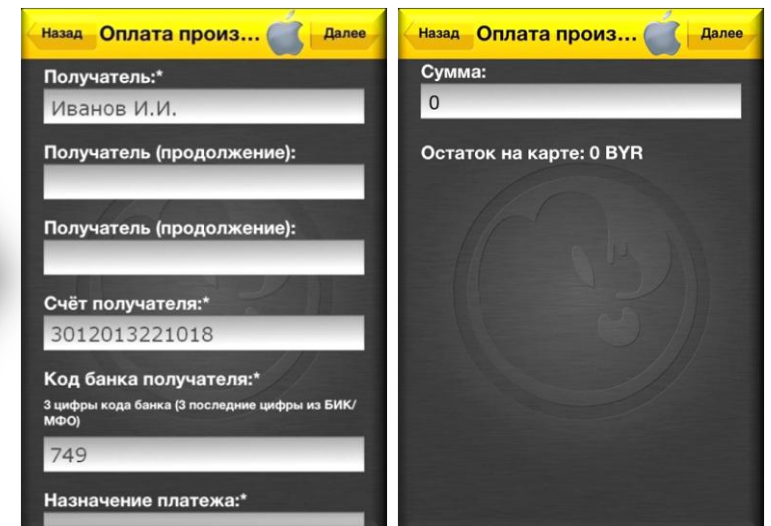 Назад Оплата произ... Далее
Получатель:*
Иванов И.И.
Получатель (продолжение):
Получатель (продолжение):
Счёт получателя:*
3012013221018
Код банка получателя:*
3 цифры кода банка (3 последние цифры из БИК/
МФО)
749
Назначение платежа:*
Назад Оплата произ... Далее
Сумма:
0
Остаток на карте: 0 BYR